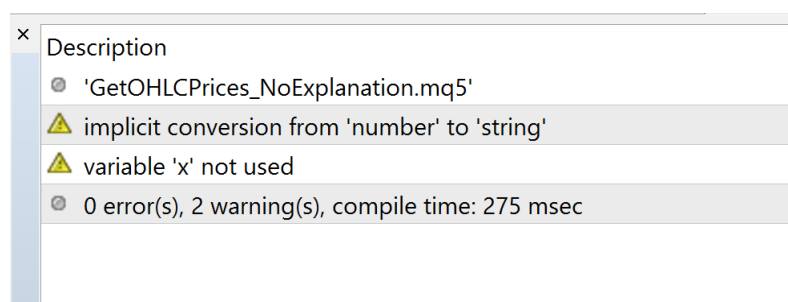 Description
'GetOHLCPrices_NoExplanation.mq5'
implicit conversion from 'number' to 'string'
variable 'x' not used
0 error(s), 2 warning(s), compile time: 275 msec